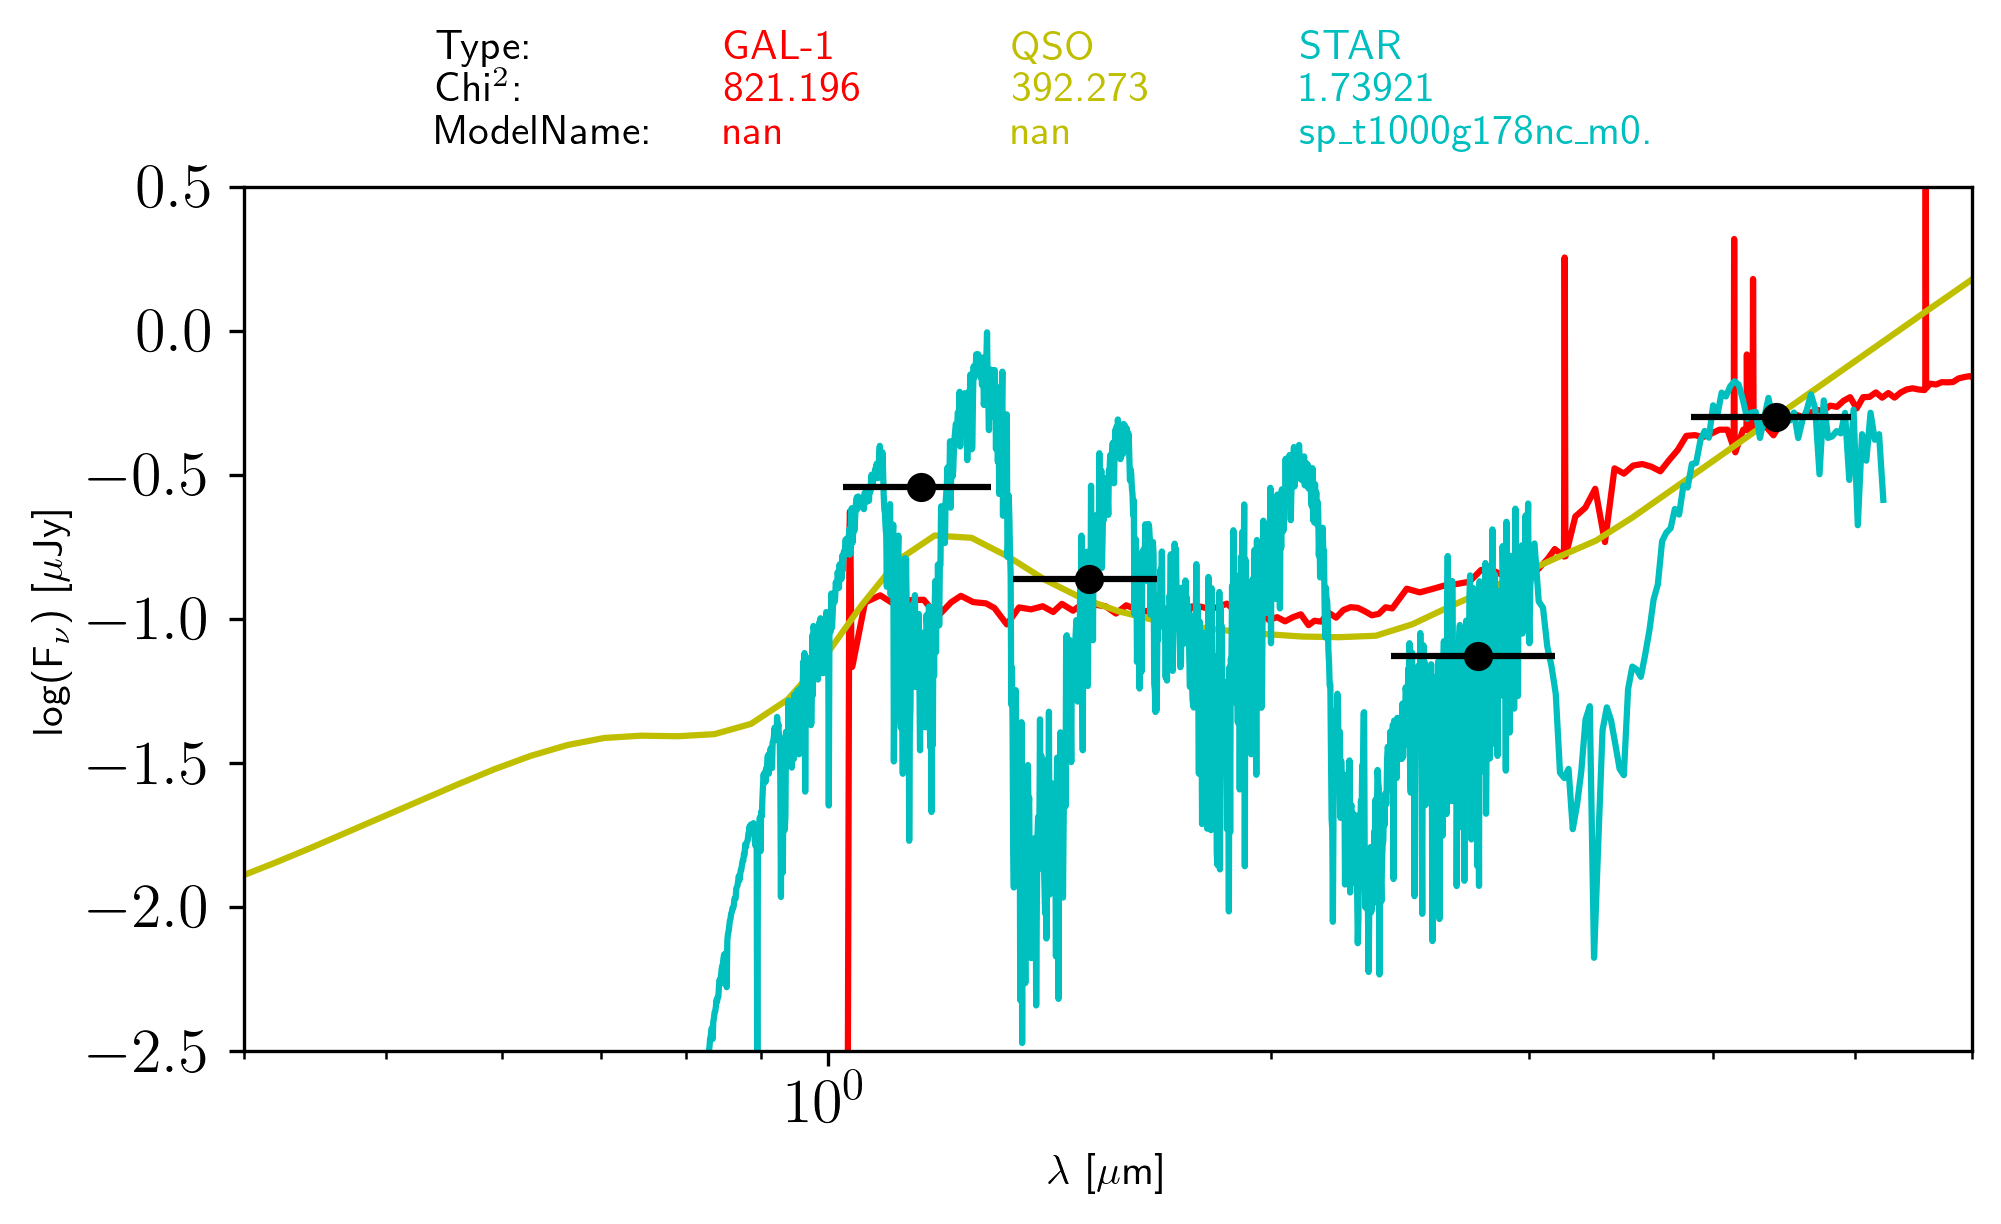 Type: GAL-1 QSO STAR
Chi²: 821.196 392.273 1.73921
ModelName: nan nan sp_t1000g178nc_m0.
0.5
0.0
−0.5
−1.0
−1.5
−2.0
−2.5
log(Fν) [μJy]
10⁰
λ [μm]